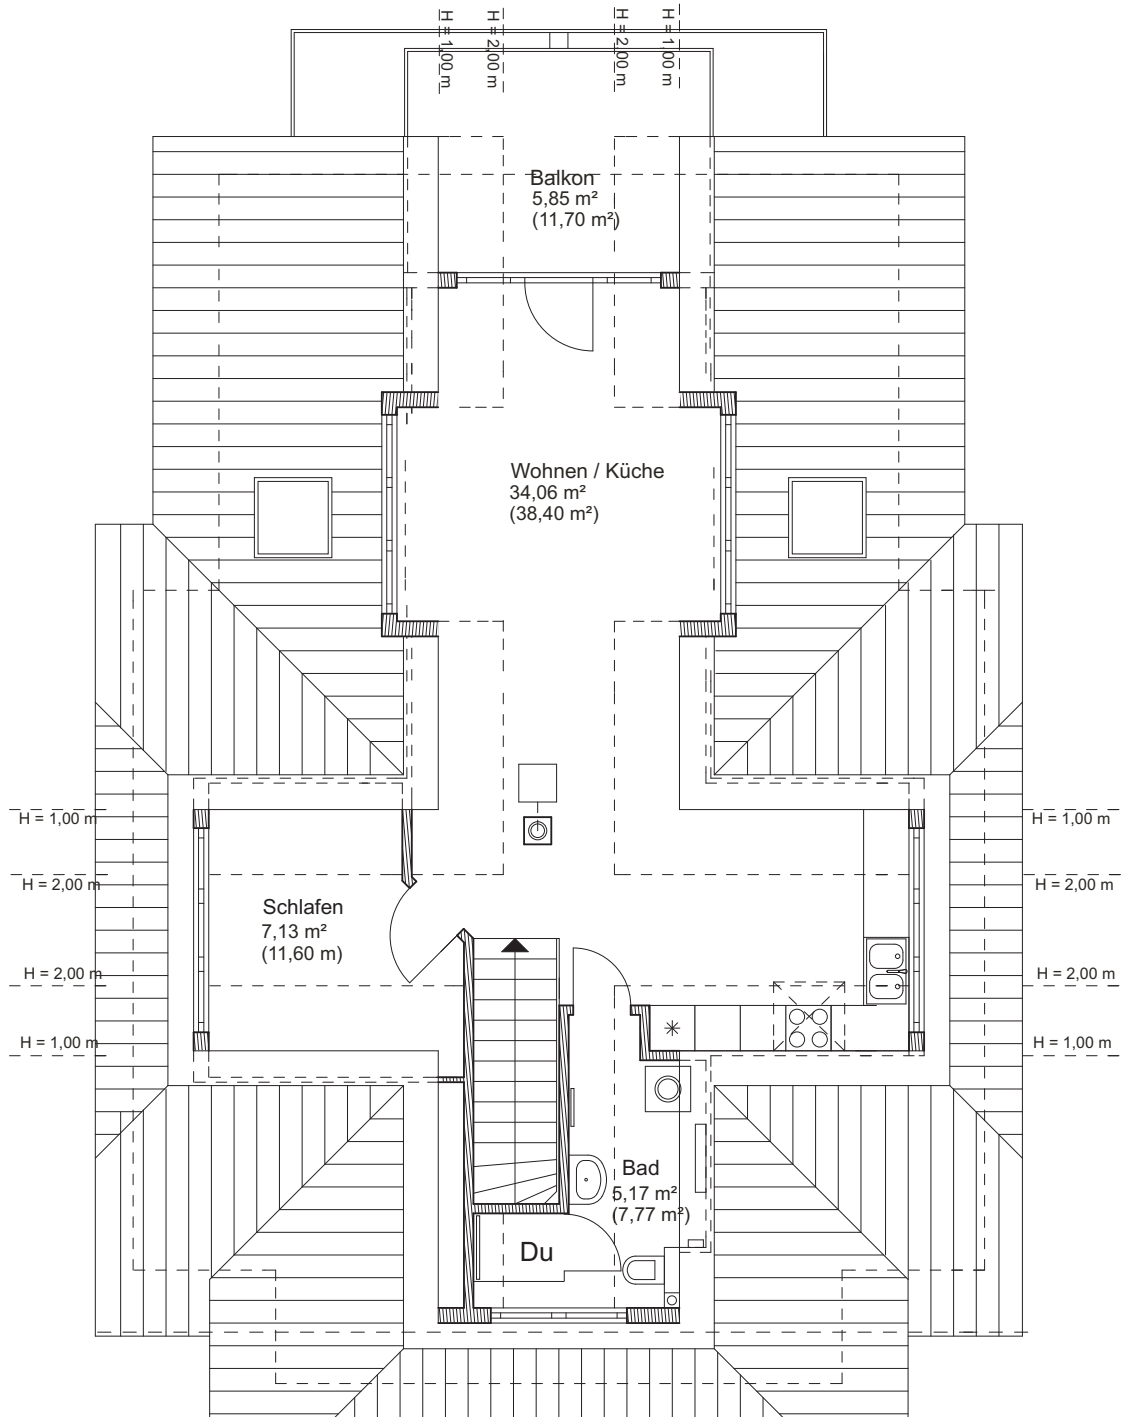 H = 1,00 m
H = 2,00 m
H = 2,00 m
H = 1,00 m
Balkon
5,85 m²
(11,70 m²)
Wohnen / Küche
34,06 m²
(38,40 m²)
H = 1,00 m
H = 1,00 m
H = 2,00 m
H = 2,00 m
Schlafen
7,13 m²
(11,60 m)
H = 2,00 m
H = 2,00 m
H = 1,00 m
H = 1,00 m
Bad
5,17 m²
(7,77 m²)
Du